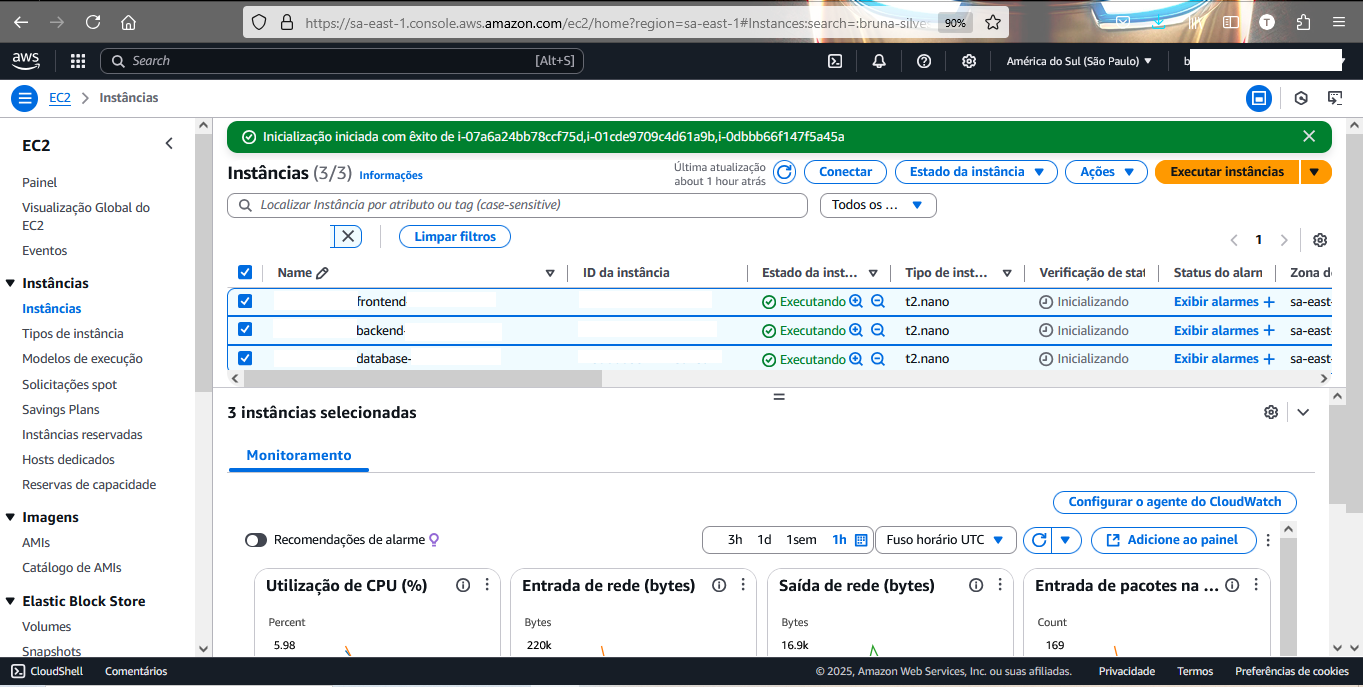 https://sa-east-1.console.aws.amazon.com/ec2/home?region=sa-east-1#Instances:search=:bruna-silve
90%
T
aws
Search
[Alt+S]
América do Sul (São Paulo)
EC2
Instâncias
EC2
Painel
Visualização Global do
EC2
Eventos
Instâncias
Instâncias
Tipos de instância
Modelos de execução
Solicitações spot
Savings Plans
Instâncias reservadas
Hosts dedicados
Reservas de capacidade
Imagens
AMIs
Catálogo de AMIs
Elastic Block Store
Volumes
Snapshots
Inicialização iniciada com êxito de i-07a6a24bb78ccf75d,i-01cde9709c4d61a9b,i-0dbbb66f147f5a45a
Instâncias (3/3) Informações
Última atualização
about 1 hour atrás
Conectar
Estado da instância
Ações
Executar instâncias
Localizar Instância por atributo ou tag (case-sensitive)
Todos os ...
Limpar filtros
1
Name ID da instância Estado da inst... Tipo de inst... Verificação de stat Status do alarn Zona de
frontend- Executando t2.nano Inicializando Exibir alarmes + sa-east-
backend- Executando t2.nano Inicializando Exibir alarmes + sa-east-
database- Executando t2.nano Inicializando Exibir alarmes + sa-east-
3 instâncias selecionadas
Monitoramento
Configurar o agente do CloudWatch
Recomendações de alarme
3h 1d 1sem 1h
Fuso horário UTC
Adicione ao painel
Utilização de CPU (%)
Percent
5.98
Entrada de rede (bytes)
Bytes
220k
Saída de rede (bytes)
Bytes
16.9k
Entrada de pacotes na ...
Count
169
CloudShell
Comentários
© 2025, Amazon Web Services, Inc. ou suas afiliadas.
Privacidade
Termos
Preferências de cookies